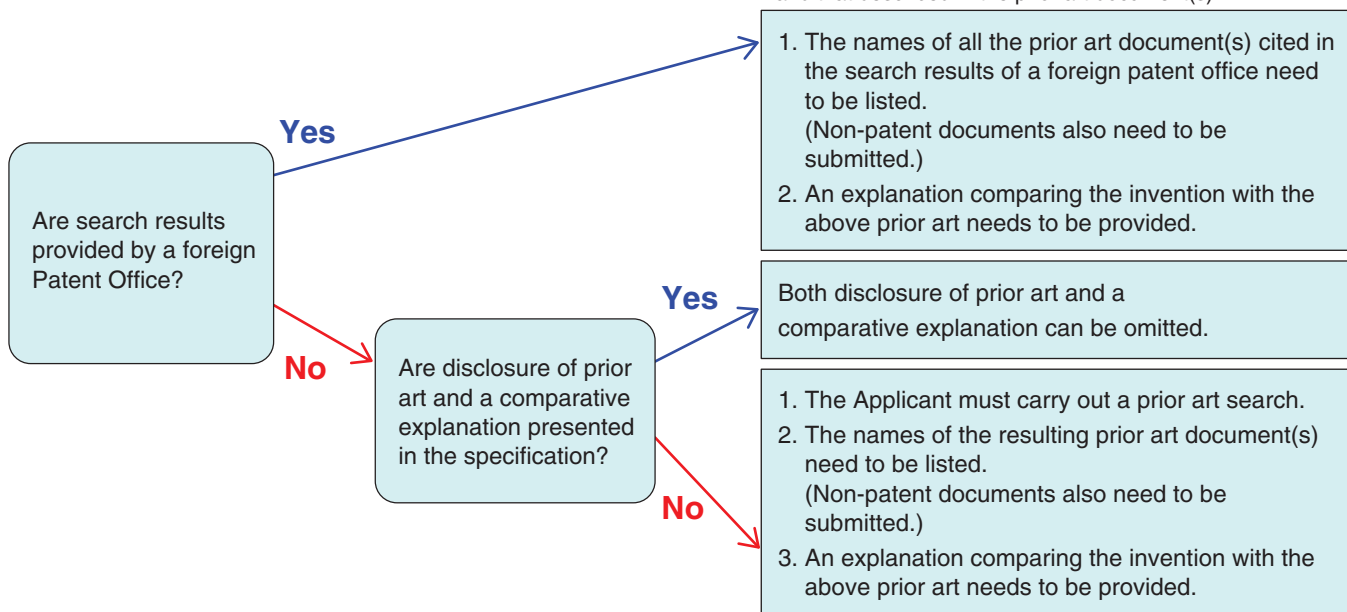 1. The names of all the prior art document(s) cited in
the search results of a foreign patent office need
to be listed.
(Non-patent documents also need to be
submitted.)
2. An explanation comparing the invention with the
above prior art needs to be provided.
Yes
Are search results
provided by a foreign
Patent Office?
Yes
Both disclosure of prior art and a
comparative explanation can be omitted.
No
Are disclosure of prior
art and a comparative
explanation presented
in the specification?
No
1. The Applicant must carry out a prior art search.
2. The names of the resulting prior art document(s)
need to be listed.
(Non-patent documents also need to be
submitted.)
3. An explanation comparing the invention with the
above prior art needs to be provided.